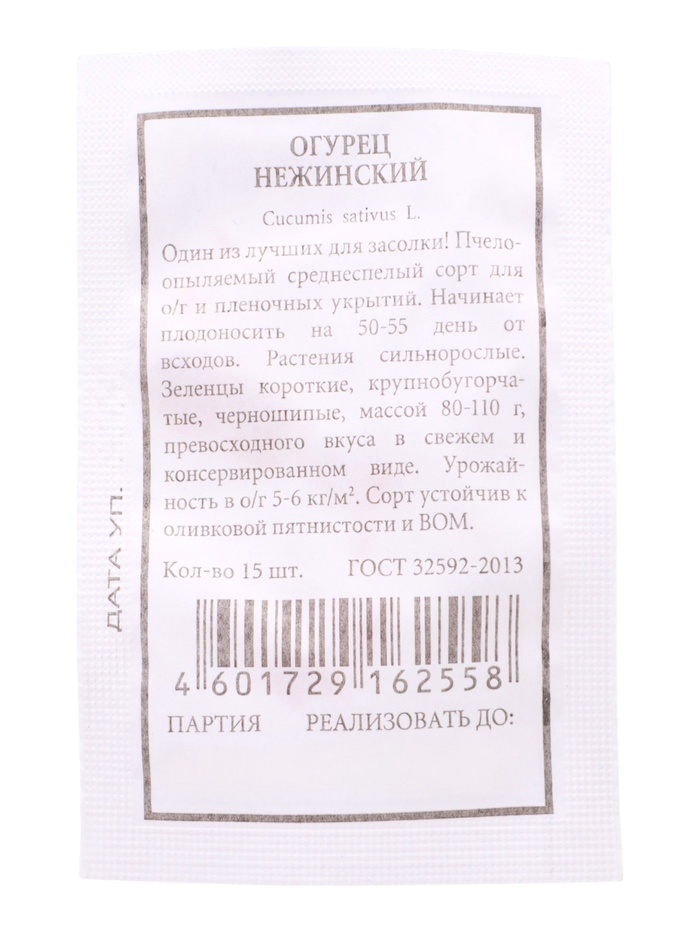 ОГУРЕЦ
НЕЖИНСКИЙ
Cucumis sativus L.
Один из лучших для засолки! Пчело-
опыляемый среднеспелый сорт для
о/г и пленочных укрытий. Начинает
плодоносить на 50-55 день от
всходов. Растения сильнорослые.
Зеленцы короткие, крупнобугорча-
тые, черношипые, массой 80-110 г,
превосходного вкуса в свежем и
консервированном виде. Урожай-
ность в о/г 5-6 кг/м². Сорт устойчив к
оливковой пятнистости и ВОМ.
Кол-во 15 шт. ГОСТ 32592-2013
4 601729 162558
ПАРТИЯ РЕАЛИЗОВАТЬ ДО:
ДАТА УП.